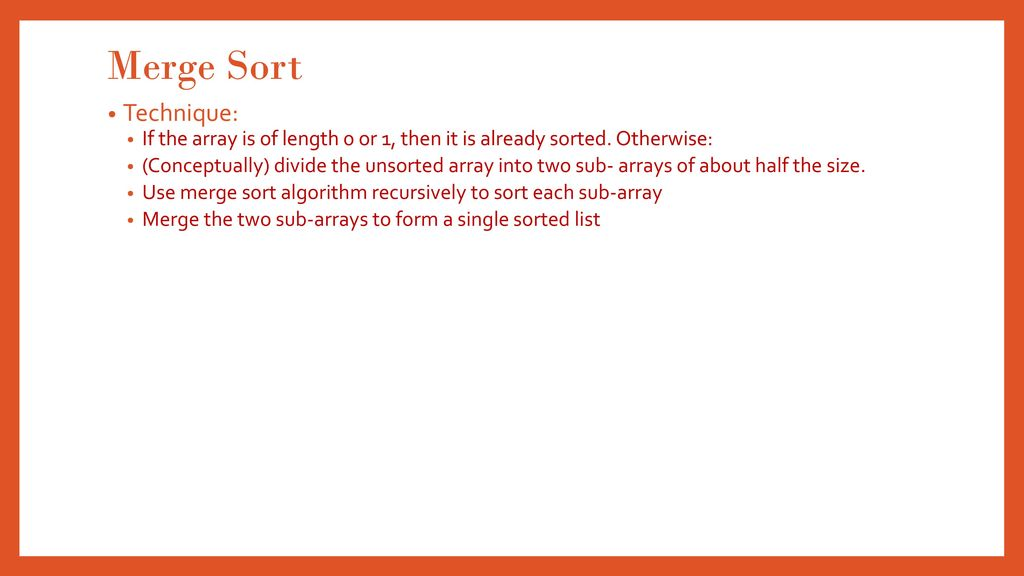 Merge Sort
• Technique:
• If the array is of length 0 or 1, then it is already sorted. Otherwise:
• (Conceptually) divide the unsorted array into two sub- arrays of about half the size.
• Use merge sort algorithm recursively to sort each sub-array
• Merge the two sub-arrays to form a single sorted list